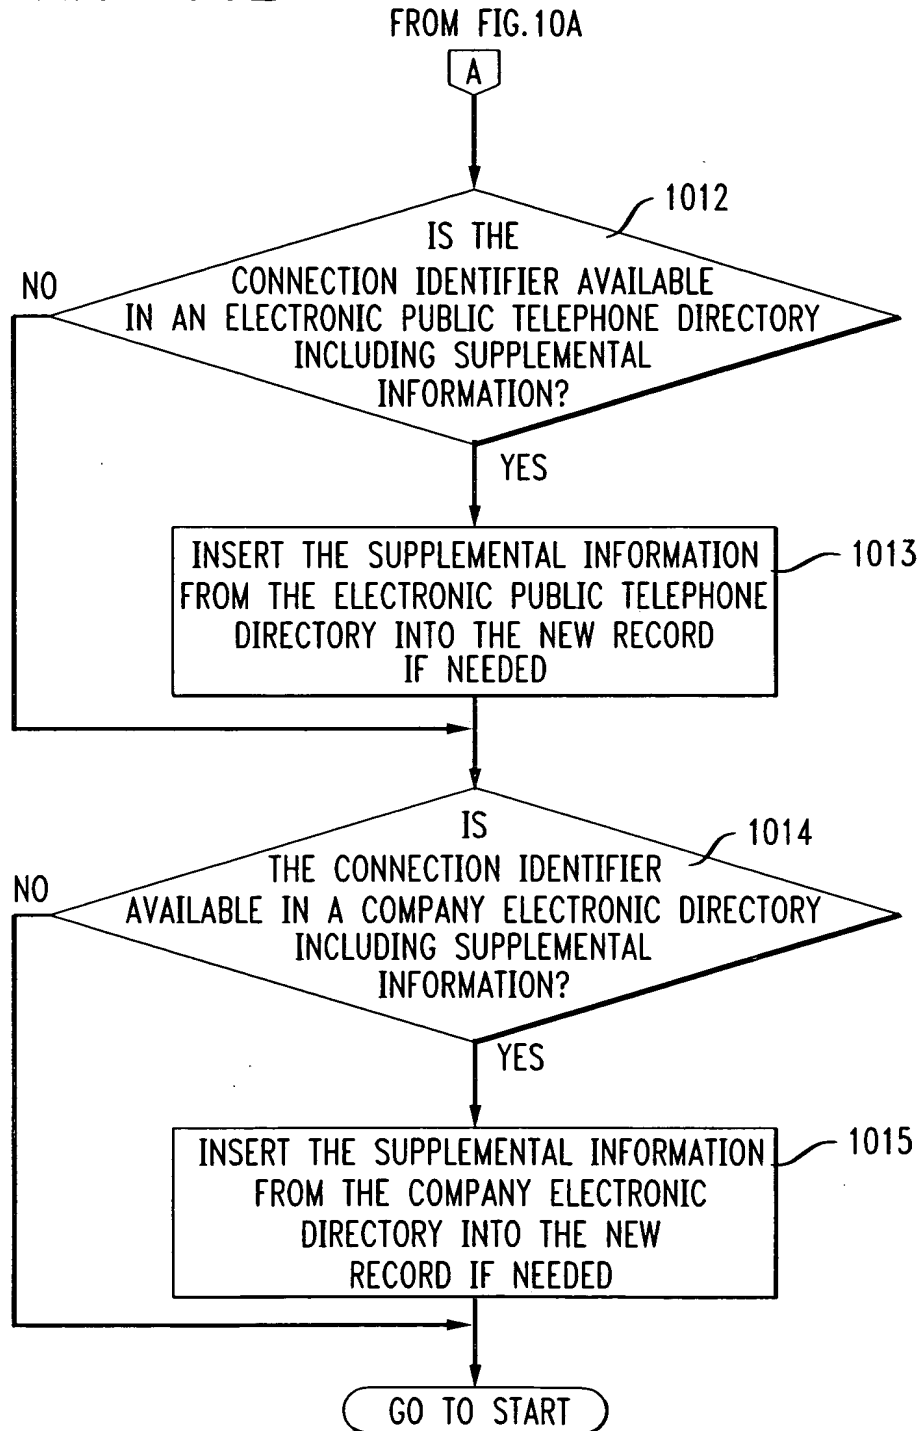 FROM FIG.10A
A
1012
IS THE
CONNECTION IDENTIFIER AVAILABLE
IN AN ELECTRONIC PUBLIC TELEPHONE DIRECTORY
INCLUDING SUPPLEMENTAL
INFORMATION?
NO
YES
1013
INSERT THE SUPPLEMENTAL INFORMATION
FROM THE ELECTRONIC PUBLIC TELEPHONE
DIRECTORY INTO THE NEW RECORD
IF NEEDED
1014
IS
THE CONNECTION IDENTIFIER
AVAILABLE IN A COMPANY ELECTRONIC DIRECTORY
INCLUDING SUPPLEMENTAL
INFORMATION?
NO
YES
1015
INSERT THE SUPPLEMENTAL INFORMATION
FROM THE COMPANY ELECTRONIC
DIRECTORY INTO THE NEW
RECORD IF NEEDED
GO TO START